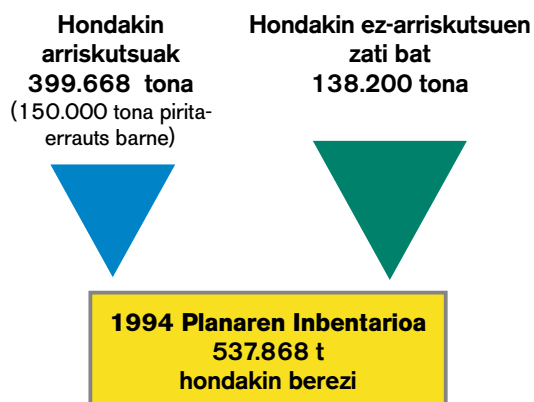 Hondakin
arriskutsuak
399.668 tona
(150.000 tona pirita-
errauts barne)
Hondakin ez-arriskutsuen
zati bat
138.200 tona
1994 Planaren Inbentarioa
537.868 t
hondakin berezi